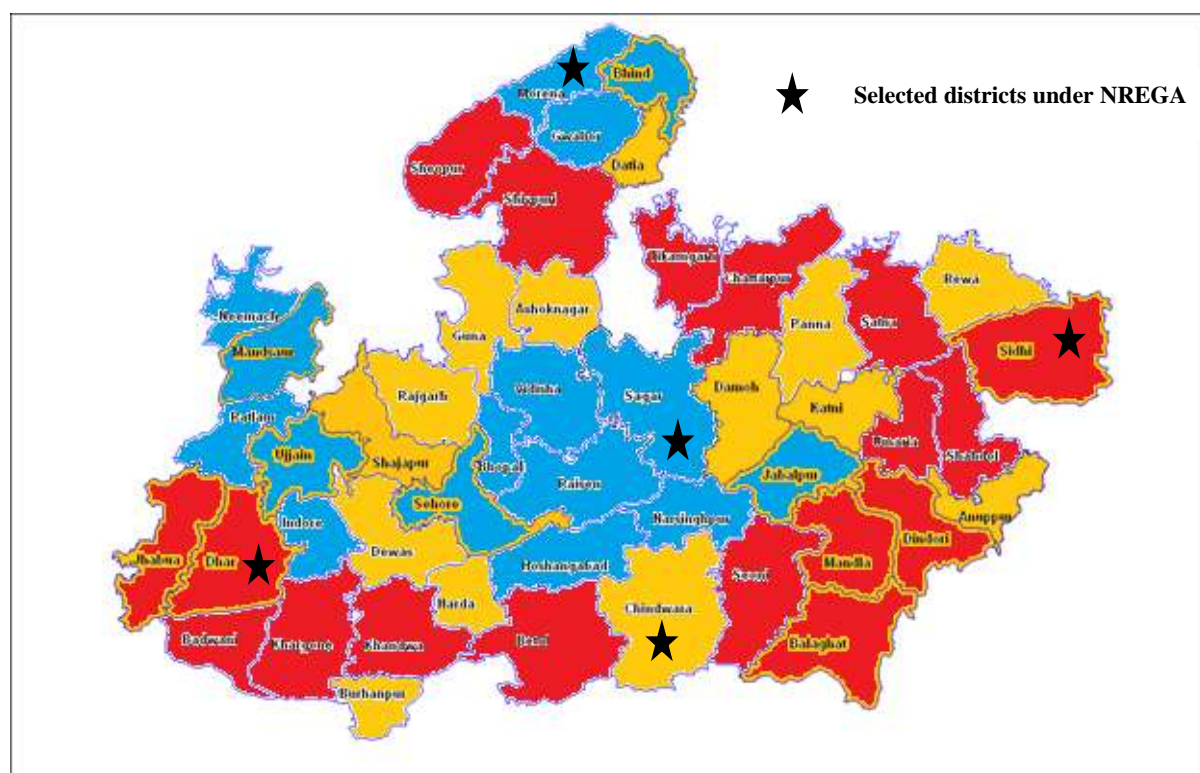 Bhind
Morena
Selected districts under NREGA
Gwalior
Datia
Sheopur
Shivpuri
Tikamgarh
Chattarpur
Rewa
Ashoknagar
Neemach
Panna
Satna
Guna
Mandsaur
Sidhi
Damoh
Vidisha
Rajgarh
Sagar
Katni
Ratlam
Umaria
Ujjain
Shahdol
Shajapur
Bhopal
Jabalpur
Raisen
Sehore
Anuppur
Indore
Narsinghpur
Dindori
Dewas
Jhabua
Dhar
Mandla
Hoshangabad
Seoni
Harda
Chindwara
Badwani
Khargone
Khandwa
Betul
Balaghat
Burhanpur